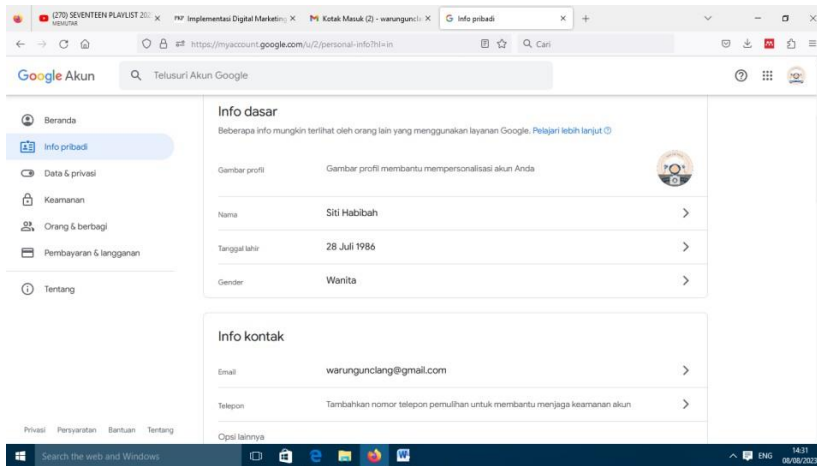 (270) SEVENTEEN PLAYLIST 202
MEMUTAR
Implementasi Digital Marketing
Kotak Masuk (2) - warunguncla
Info pribadi
https://myaccount.google.com/u/2/personal-info?hl=in
Cari
Google Akun
Telusuri Akun Google
Beranda
Info pribadi
Data & privasi
Keamanan
Orang & berbagi
Pembayaran & langganan
Tentang
Info dasar
Beberapa info mungkin terlihat oleh orang lain yang menggunakan layanan Google. Pelajari lebih lanjut
Gambar profil Gambar profil membantu mempersonalisasi akun Anda
Nama Siti Habibah
Tanggal lahir 28 Juli 1986
Gender Wanita
Info kontak
Email warungunclang@gmail.com
Telepon Tambahkan nomor telepon pemulihan untuk membantu menjaga keamanan akun
Opsi lainnya
Privasi Persyaratan Bantuan Tentang
Search the web and Windows
ENG
14:31
08/08/2023